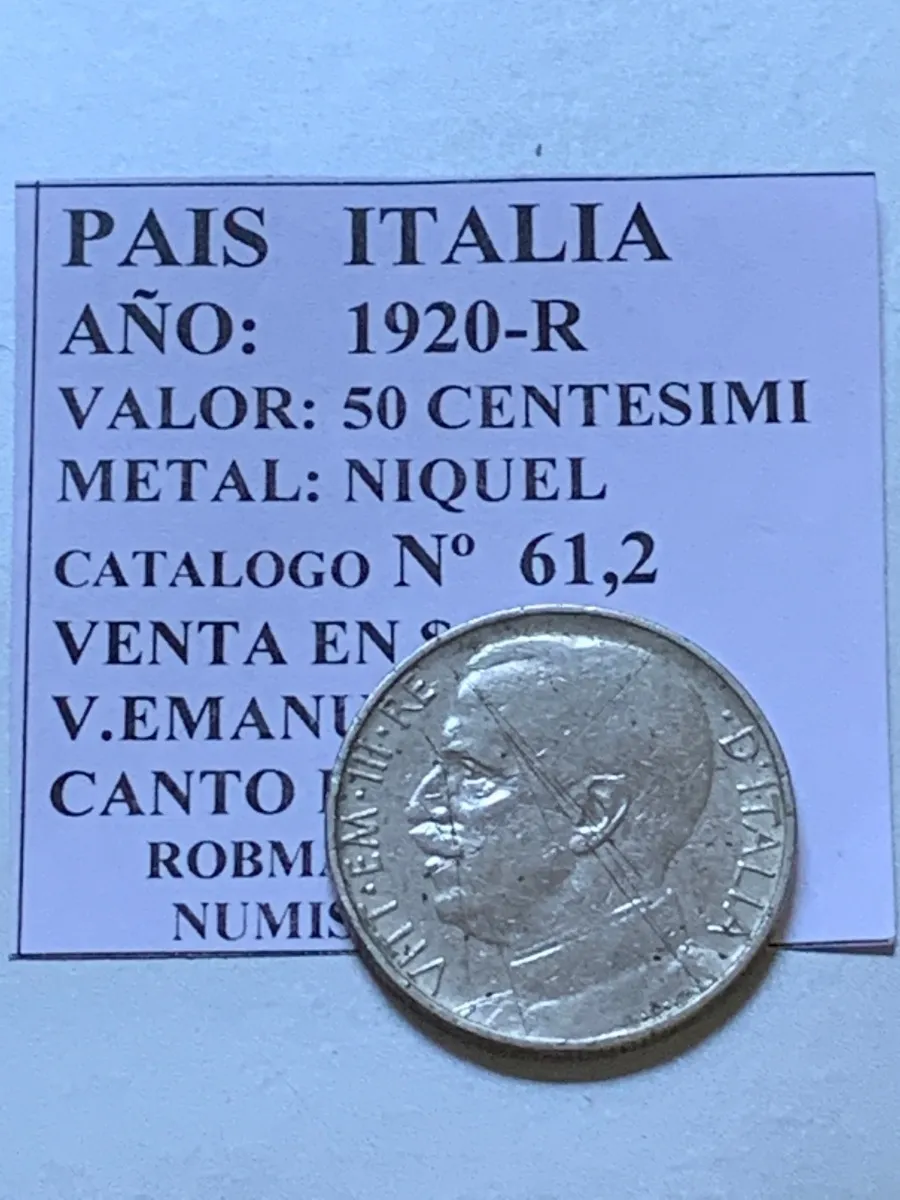 PAIS ITALIA
AÑO: 1920-R
VALOR: 50 CENTESIMI
METAL: NIQUEL
CATALOGO Nº 61,2
VENTA EN
V.EMANU
CANTO
ROBMA
NUMIS
VITT·EM·III·RE·D'ITALIA